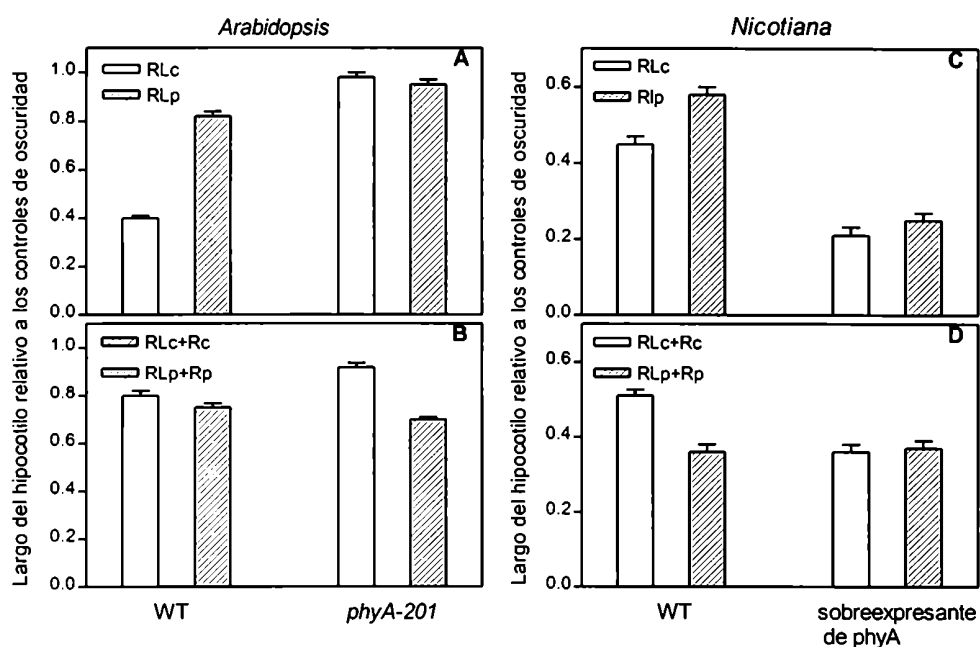 Arabidopsis
Nicotiana
Largo del hipocotilo relativo a los controles de oscuridad
A
RLc
RLp
1.0
0.8
0.6
0.4
0.2
0.0
B
RLc+Rc
RLp+Rp
1.0
0.8
0.6
0.4
0.2
0.0
WT
phyA-201
Largo del hipocotilo relativo a los controles de oscuridad
C
RLc
Rlp
0.6
0.4
0.2
0.0
D
RLc+Rc
RLp+Rp
0.6
0.4
0.2
0.0
WT
sobreexpresante
de phyA